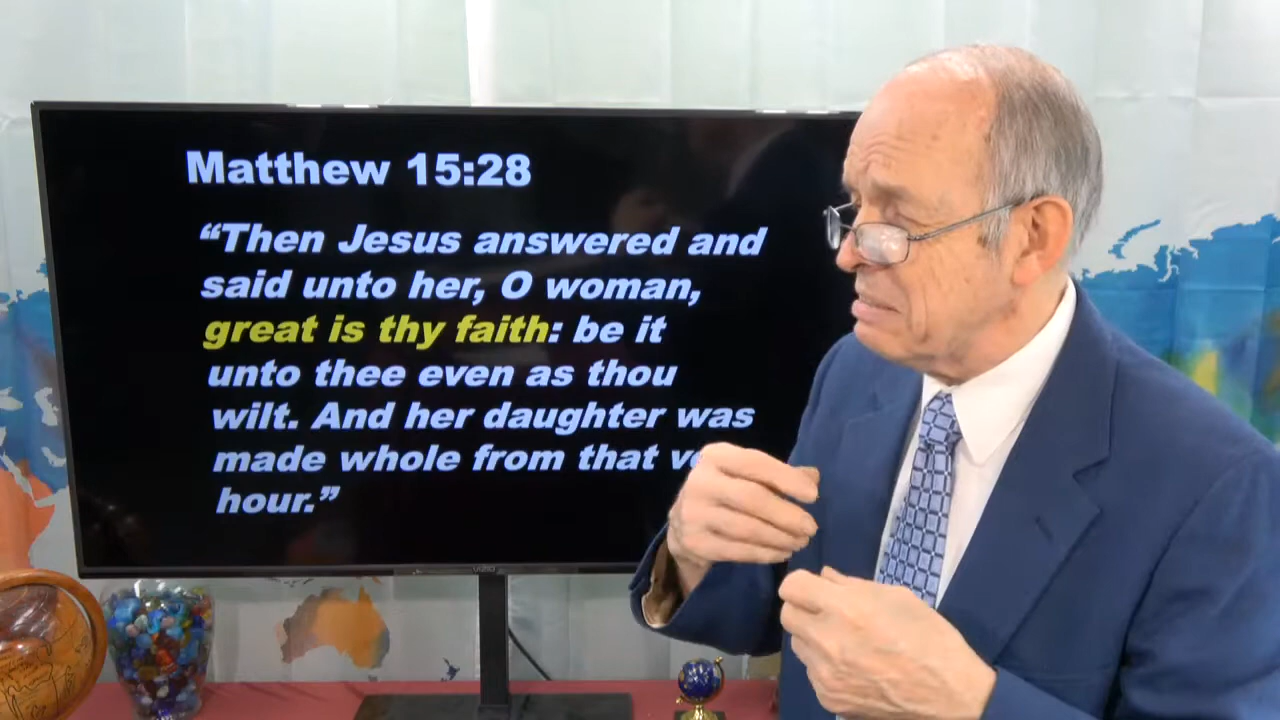 Matthew 15:28
“Then Jesus answered and
said unto her, O woman,
great is thy faith: be it
unto thee even as thou
wilt. And her daughter was
made whole from that
hour.”
VIZIO